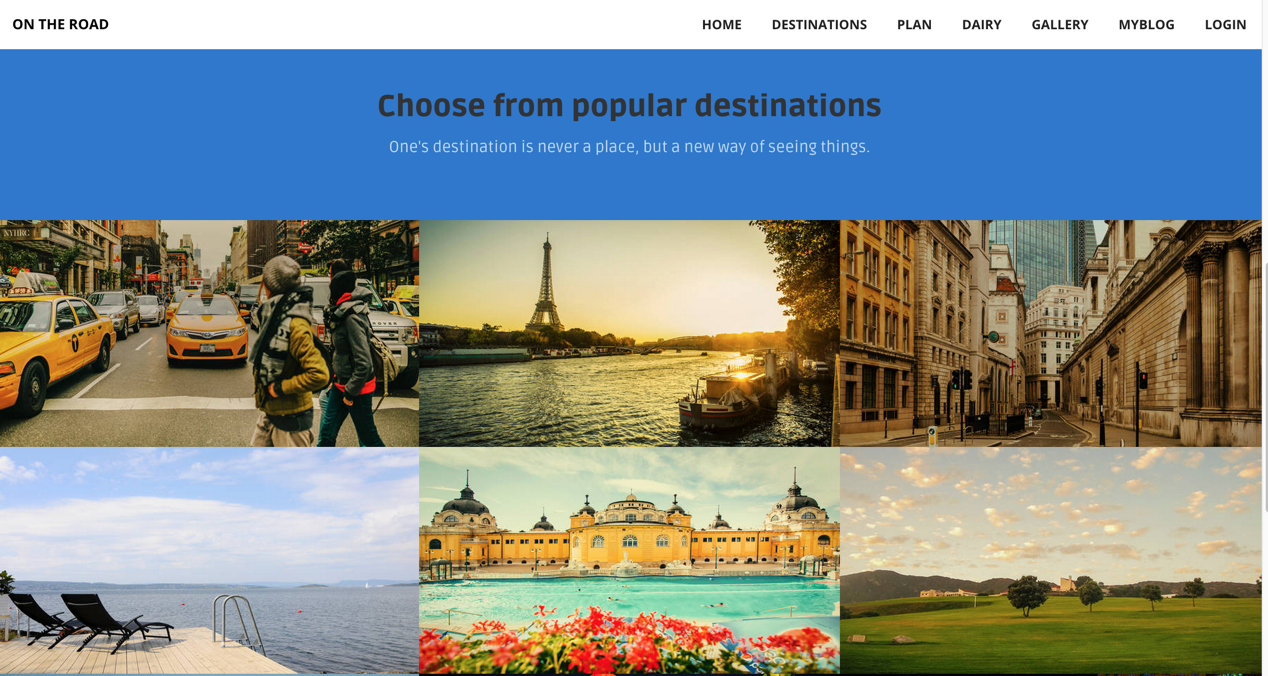 ON THE ROAD
HOME DESTINATIONS PLAN DAIRY GALLERY MYBLOG LOGIN
Choose from popular destinations
One's destination is never a place, but a new way of seeing things.
NYHRC